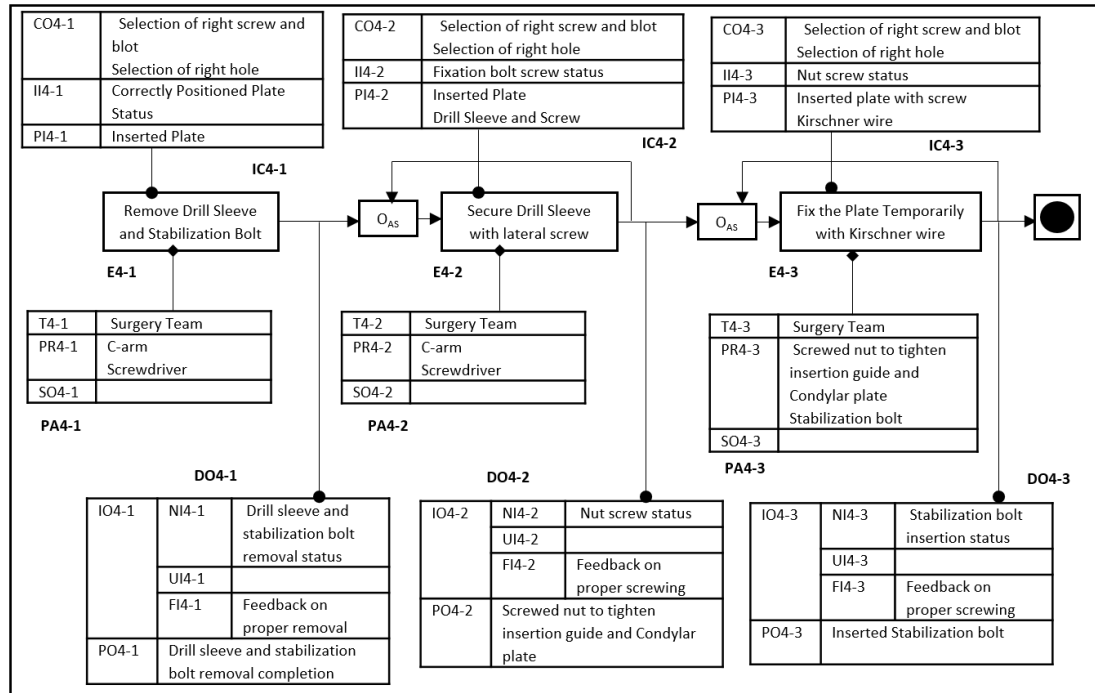 CO4-1 Selection of right screw and
blot
Selection of right hole
II4-1 Correctly Positioned Plate
Status
PI4-1 Inserted Plate
IC4-1
CO4-2 Selection of right screw and blot
Selection of right hole
II4-2 Fixation bolt screw status
PI4-2 Inserted Plate
Drill Sleeve and Screw
IC4-2
CO4-3 Selection of right screw and blot
Selection of right hole
II4-3 Nut screw status
PI4-3 Inserted plate with screw
Kirschner wire
IC4-3
Remove Drill Sleeve
and Stabilization Bolt
E4-1
OAS
Secure Drill Sleeve
with lateral screw
E4-2
OAS
Fix the Plate Temporarily
with Kirschner wire
E4-3
T4-1 Surgery Team
PR4-1 C-arm
Screwdriver
SO4-1
PA4-1
T4-2 Surgery Team
PR4-2 C-arm
Screwdriver
SO4-2
PA4-2
T4-3 Surgery Team
PR4-3 Screwed nut to tighten
insertion guide and
Condylar plate
Stabilization bolt
SO4-3
PA4-3
DO4-1
IO4-1 NI4-1 Drill sleeve and
stabilization bolt
removal status
UI4-1
FI4-1 Feedback on
proper removal
PO4-1 Drill sleeve and stabilization
bolt removal completion
DO4-2
IO4-2 NI4-2 Nut screw status
UI4-2
FI4-2 Feedback on
proper screwing
PO4-2 Screwed nut to tighten
insertion guide and Condylar
plate
DO4-3
IO4-3 NI4-3 Stabilization bolt
insertion status
UI4-3
FI4-3 Feedback on
proper screwing
PO4-3 Inserted Stabilization bolt